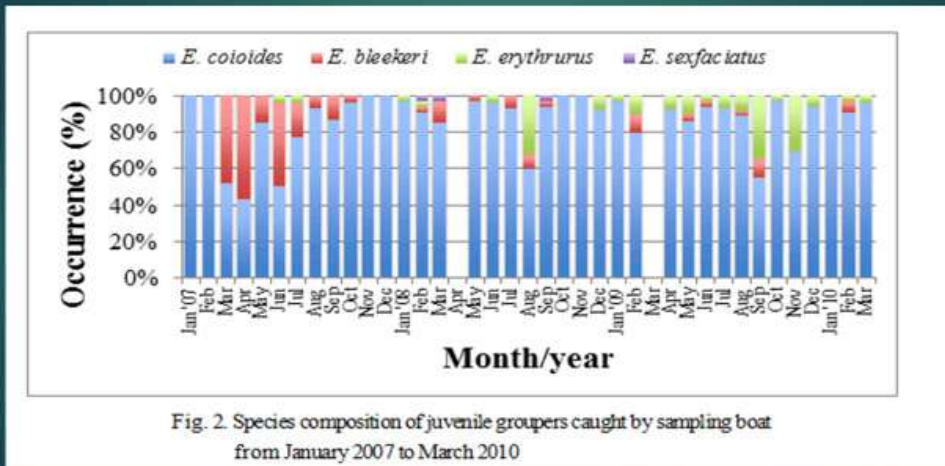 E. coioides E. bleekeri E. erythrurus E. sexfaciatus
Occurrence (%)
100%
80%
60%
40%
20%
0%
Jan '07 Feb Mar Apr May Jun Jul Aug Sep Oct Nov Dec Jan '08 Feb Mar Apr May Jun Jul Aug Sep Oct Nov Dec Jan '09 Feb Mar Apr May Jun Jul Aug Sep Oct Nov Dec Jan '10 Feb Mar
Month/year
Fig. 2. Species composition of juvenile groupers caught by sampling boat
from January 2007 to March 2010